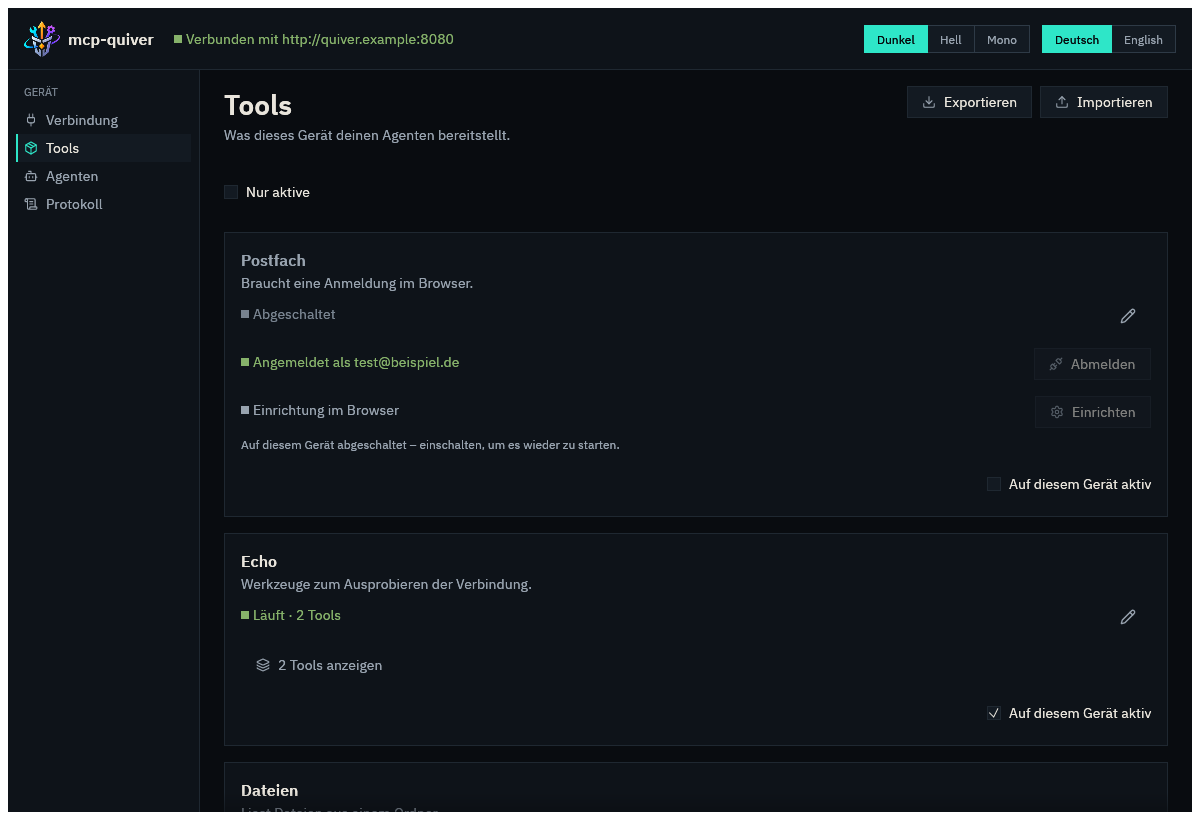 mcp-quiver
Verbunden mit http://quiver.example:8080
Dunkel
Hell
Mono
Deutsch
English
GERÄT
Verbindung
Tools
Agenten
Protokoll
Tools
Was dieses Gerät deinen Agenten bereitstellt.
Exportieren
Importieren
Nur aktive
Postfach
Braucht eine Anmeldung im Browser.
Abgeschaltet
Angemeldet als test@beispiel.de
Abmelden
Einrichtung im Browser
Einrichten
Auf diesem Gerät abgeschaltet – einschalten, um es wieder zu starten.
Auf diesem Gerät aktiv
Echo
Werkzeuge zum Ausprobieren der Verbindung.
Läuft · 2 Tools
2 Tools anzeigen
Auf diesem Gerät aktiv
Dateien